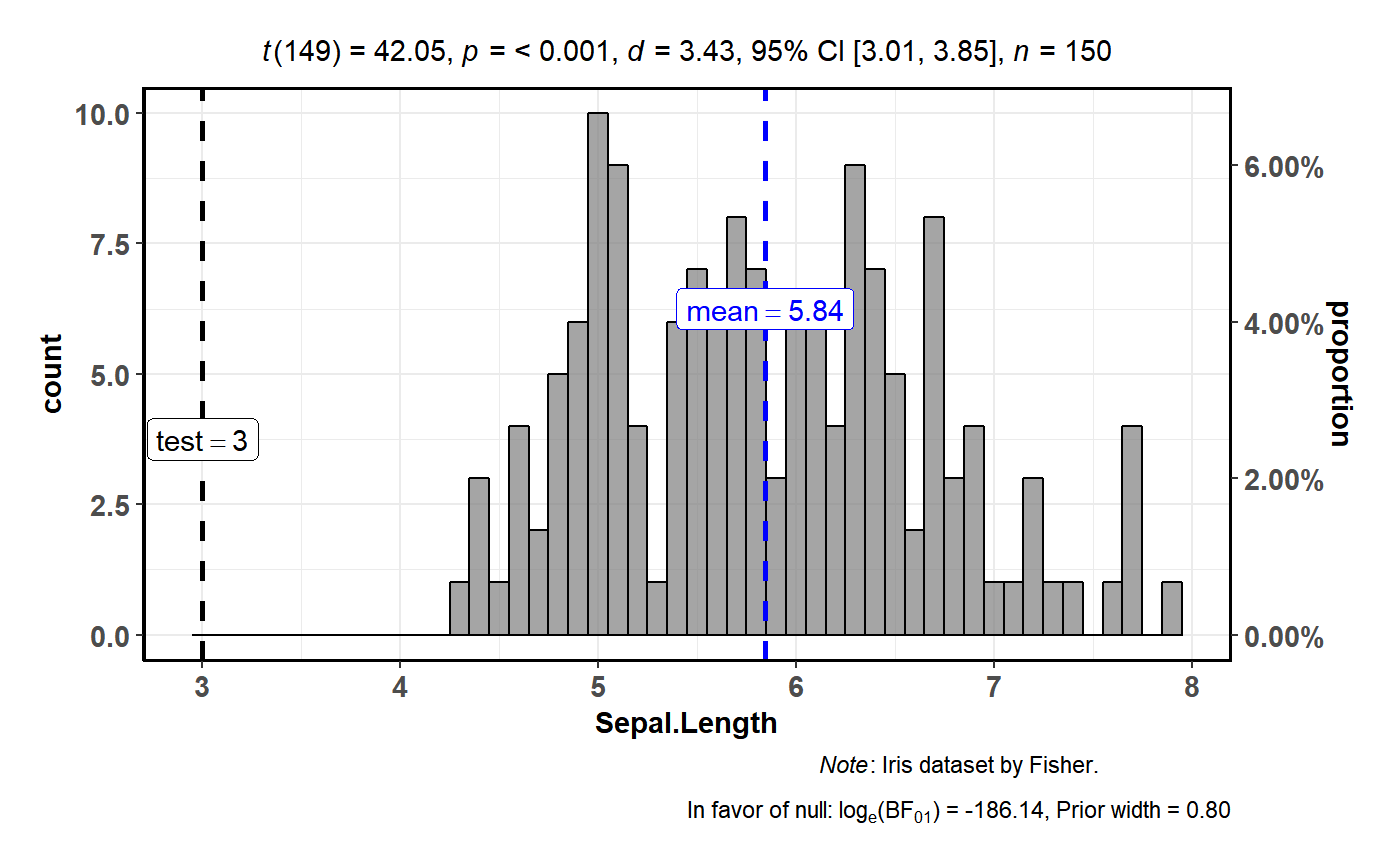 t(149) = 42.05, p = < 0.001, d = 3.43, 95% CI [3.01, 3.85], n = 150
10.0
7.5
5.0
2.5
0.0
count
6.00%
4.00%
2.00%
0.00%
proportion
mean = 5.84
test = 3
3 4 5 6 7 8
Sepal.Length
Note: Iris dataset by Fisher.
In favor of null: logₑ(BF₀₁) = -186.14, Prior width = 0.80